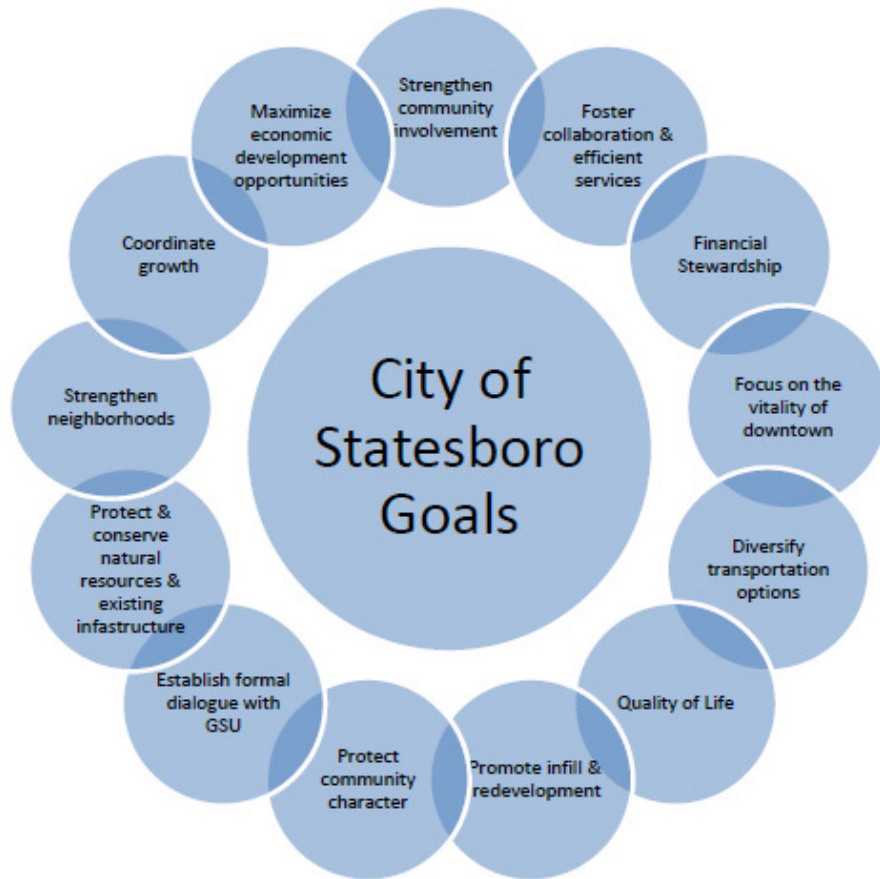 City of
Statesboro
Goals
Strengthen
community
involvement
Foster
collaboration &
efficient
services
Financial
Stewardship
Focus on the
vitality of
downtown
Diversify
transportation
options
Quality of Life
Promote infill &
redevelopment
Protect
community
character
Establish formal
dialogue with
GSU
Protect &
conserve
natural
resources &
existing
infastructure
Strengthen
neighborhoods
Coordinate
growth
Maximize
economic
development
opportunities